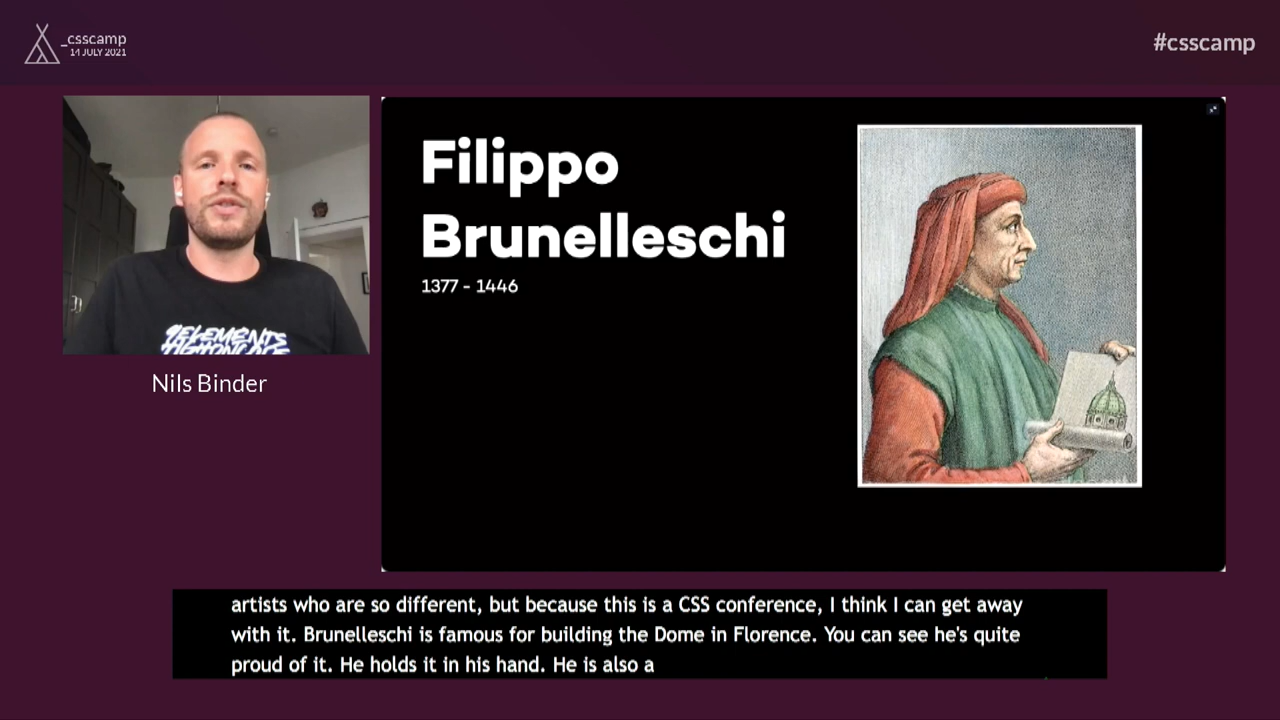 _csscamp
14 JULY 2021
#csscamp
Filippo
Brunelleschi
1377 - 1446
Nils Binder
artists who are so different, but because this is a CSS conference, I think I can get away
with it. Brunelleschi is famous for building the Dome in Florence. You can see he's quite
proud of it. He holds it in his hand. He is also a